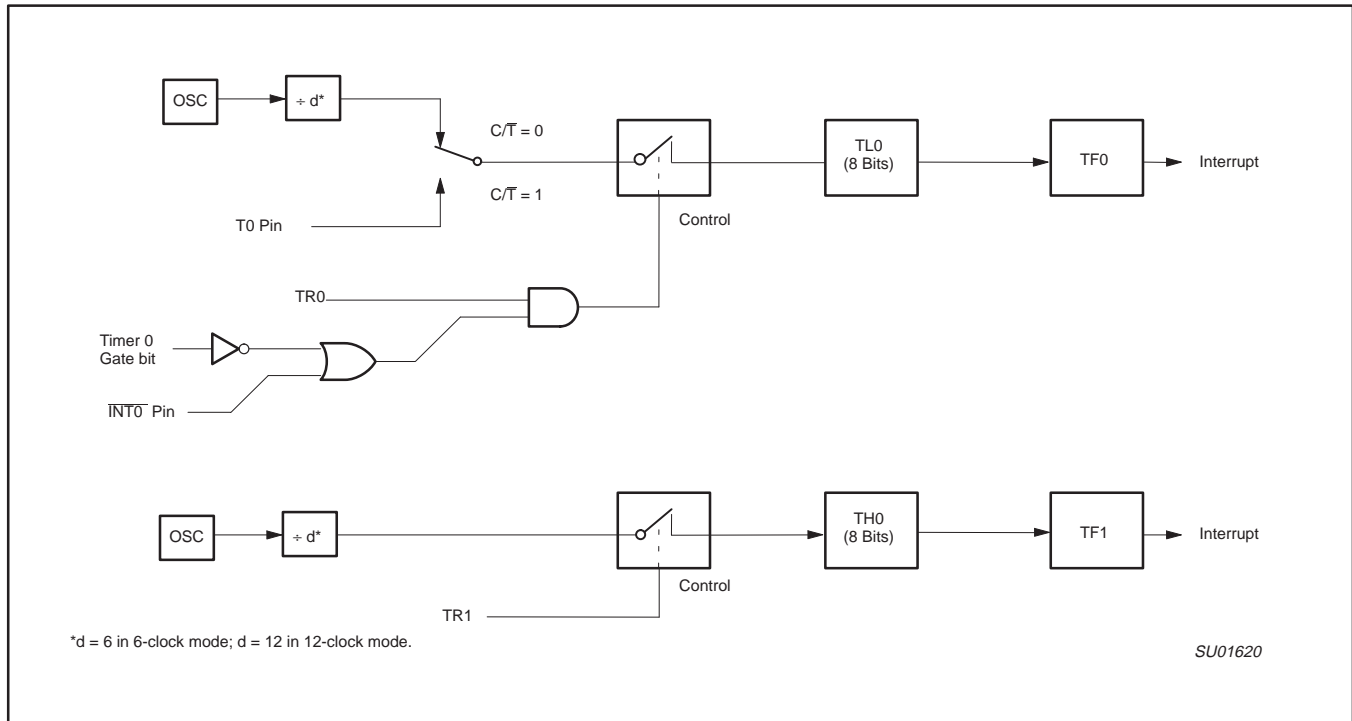 OSC
÷ d*
C/T̅ = 0
C/T̅ = 1
T0 Pin
TL0
(8 Bits)
TF0
Interrupt
Control
TR0
Timer 0
Gate bit
I̅N̅T̅0̅ Pin
OSC
÷ d*
TH0
(8 Bits)
TF1
Interrupt
Control
TR1
*d = 6 in 6-clock mode; d = 12 in 12-clock mode.
SU01620